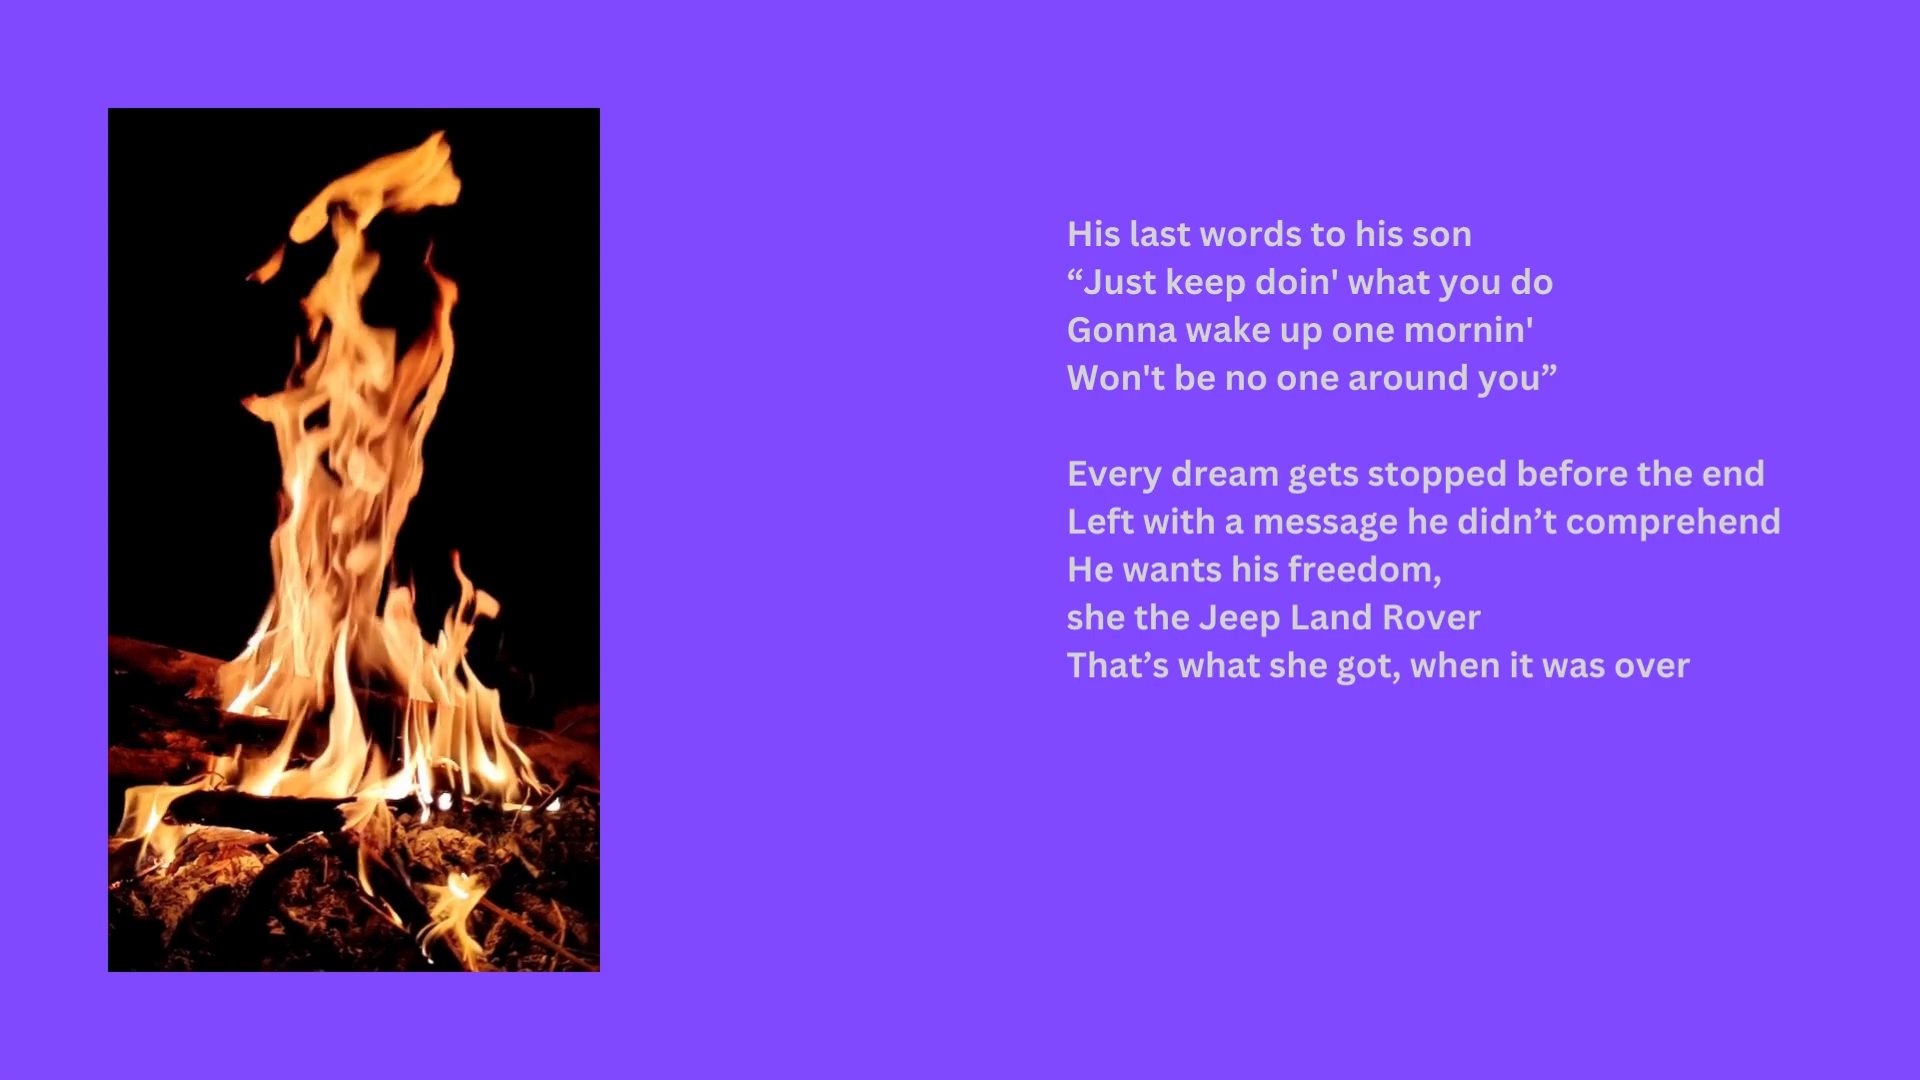 His last words to his son
“Just keep doin' what you do
Gonna wake up one mornin'
Won't be no one around you”
Every dream gets stopped before the end
Left with a message he didn’t comprehend
He wants his freedom,
she the Jeep Land Rover
That’s what she got, when it was over